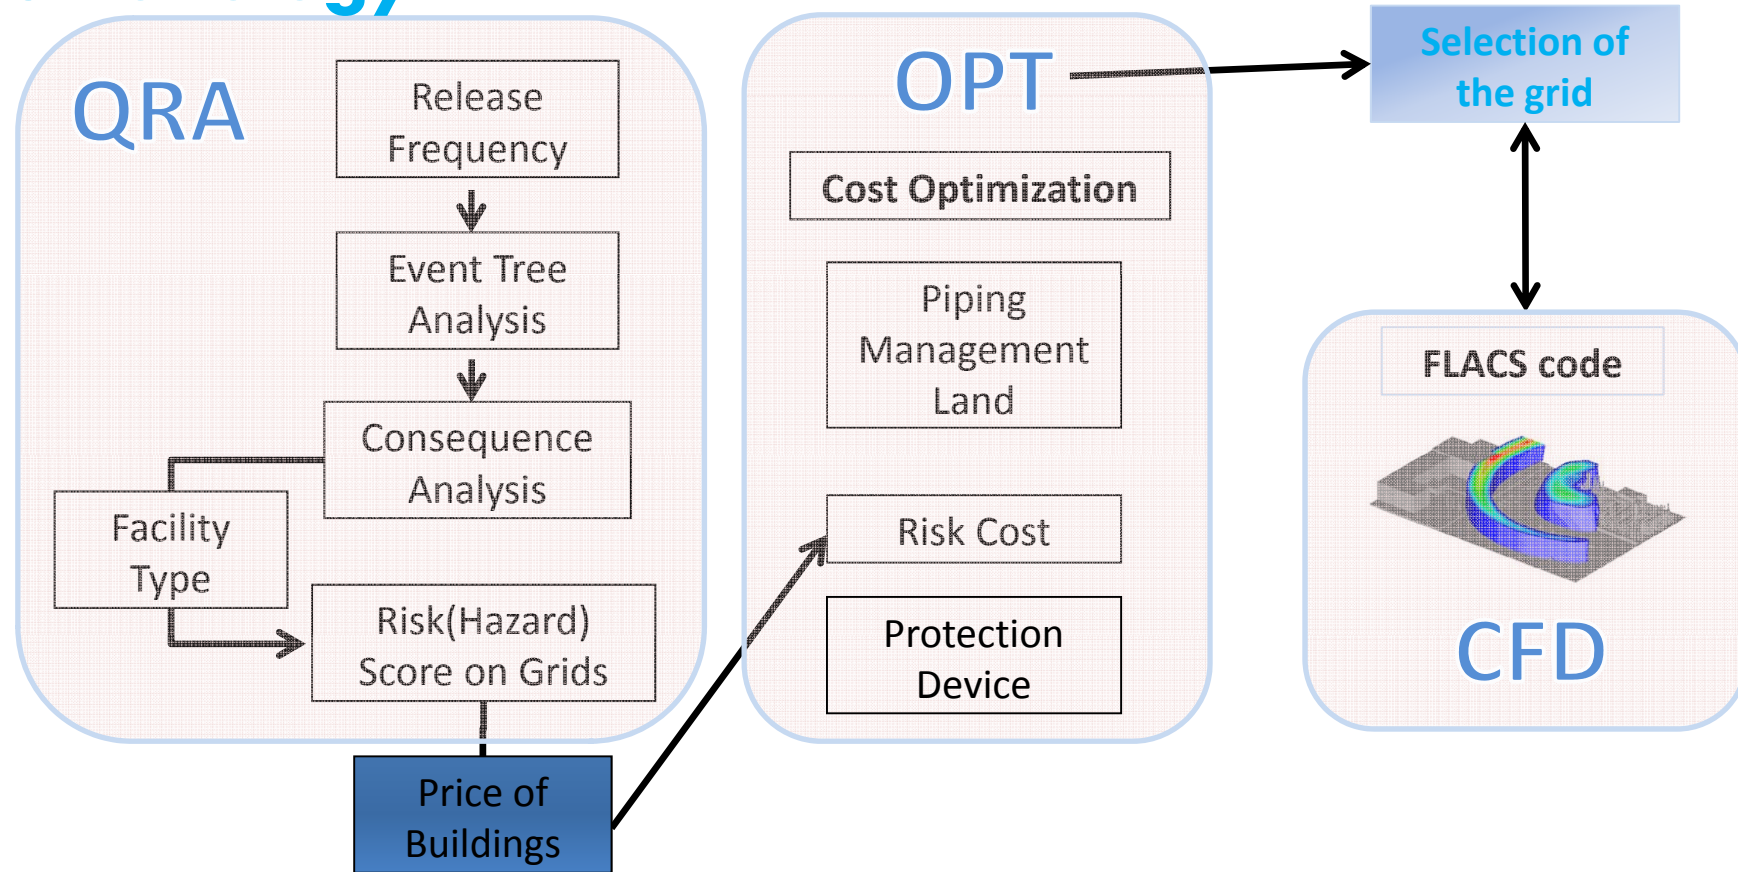 QRA
Release
Frequency
Event Tree
Analysis
Consequence
Analysis
Facility
Type
Risk(Hazard)
Score on Grids
Price of
Buildings
OPT
Cost Optimization
Piping
Management
Land
Risk Cost
Protection
Device
Selection of
the grid
FLACS code
CFD